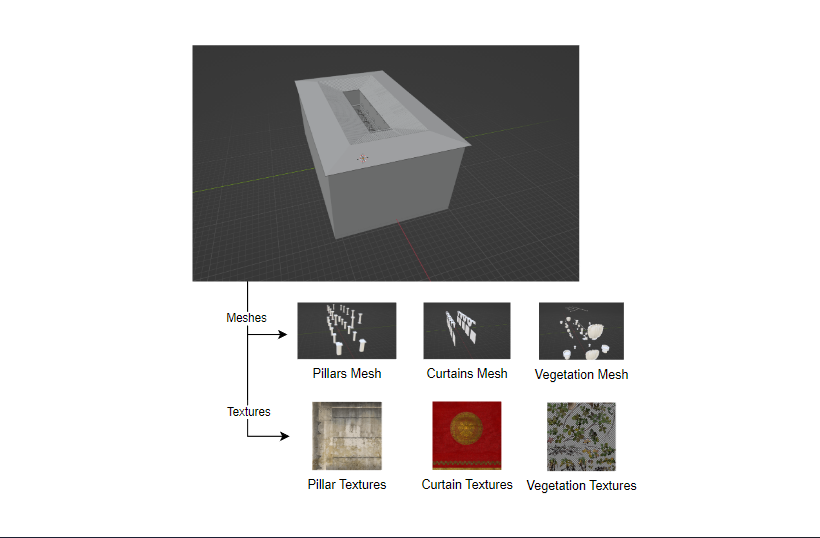 Meshes
Pillars Mesh
Curtains Mesh
Vegetation Mesh
Textures
Pillar Textures
Curtain Textures
Vegetation Textures